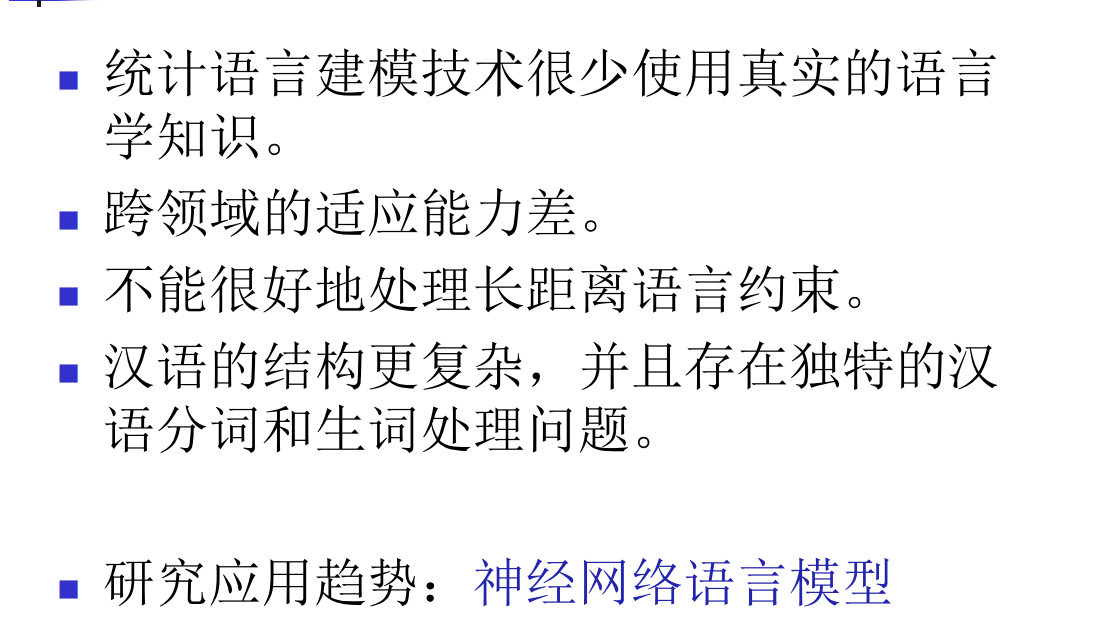 统计语言建模技术很少使用真实的语言
学知识。
跨领域的适应能力差。
不能很好地处理长距离语言约束。
汉语的结构更复杂，并且存在独特的汉
语分词和生词处理问题。
研究应用趋势：神经网络语言模型